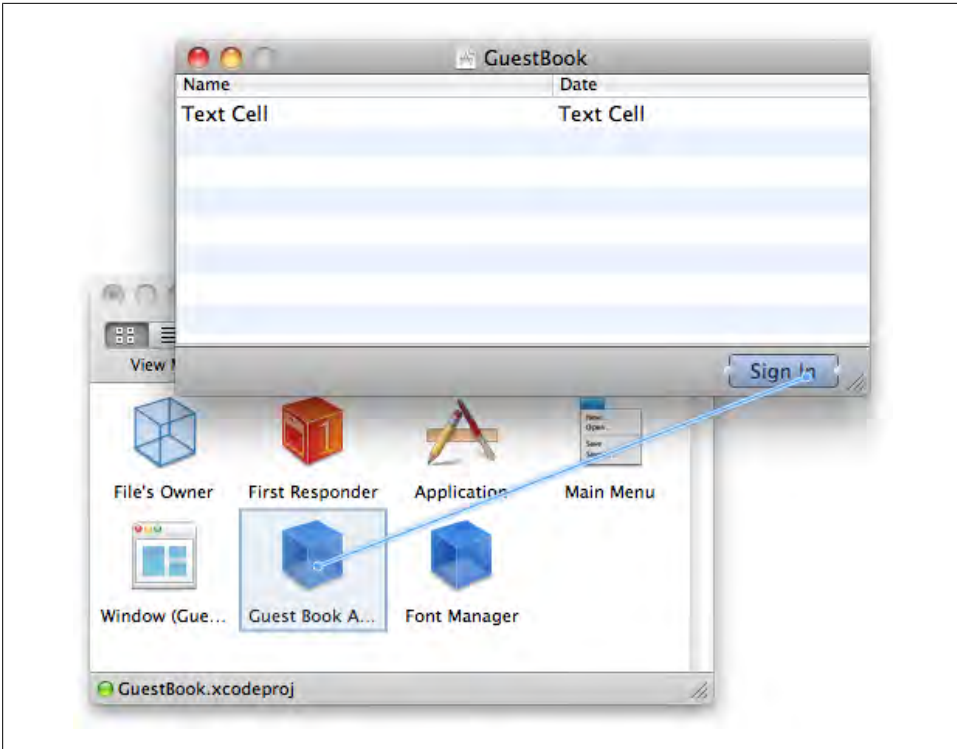 GuestBook
Name Date
Text Cell Text Cell
View
Sign In
1
New...
Open...
Save
File's Owner First Responder Application Main Menu
Window (Gue... Guest Book A... Font Manager
GuestBook.xcodeproj